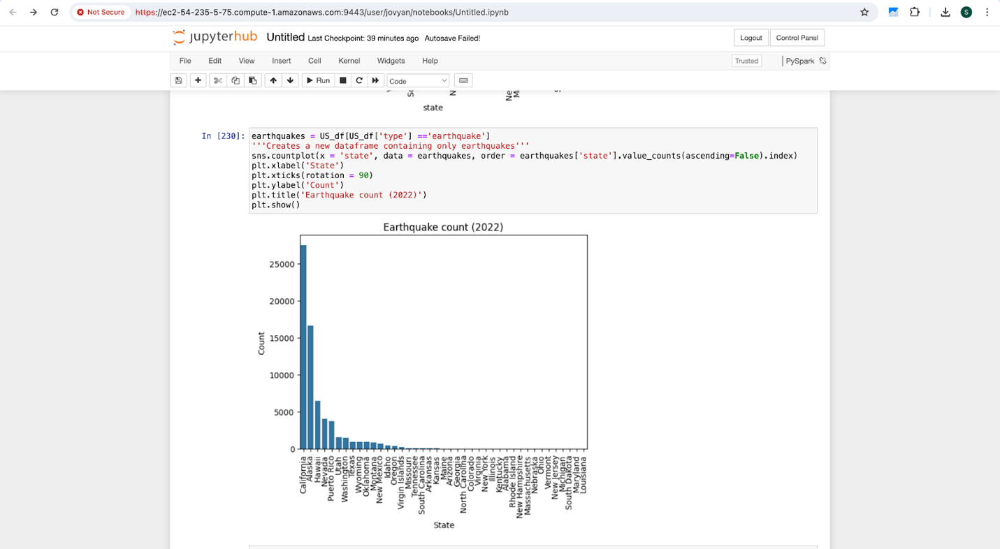 Not Secure https://ec2-54-235-5-75.compute-1.amazonaws.com:9443/user/jovyan/notebooks/Untitled.ipynb S
jupyterhub Untitled Last Checkpoint: 39 minutes ago Autosave Failed! Logout Control Panel
File Edit View Insert Cell Kernel Widgets Help Trusted PySpark
Run Code
state
In [230]: earthquakes = US_df[US_df['type'] =='earthquake']
'''Creates a new dataframe containing only earthquakes'''
sns.countplot(x = 'state', data = earthquakes, order = earthquakes['state'].value_counts(ascending=False).index)
plt.xlabel('State')
plt.xticks(rotation = 90)
plt.ylabel('Count')
plt.title('Earthquake count (2022)')
plt.show()
Earthquake count (2022)
25000
20000
15000
10000
5000
0
Count
California
Alaska
Hawaii
Nevada
Puerto Rico
Utah
Washington
Texas
Wyoming
Oklahoma
Montana
New Mexico
Idaho
Oregon
Virgin Islands
Missouri
Tennessee
South Carolina
Arkansas
Kansas
Maine
Arizona
Georgia
North Carolina
Colorado
Virginia
New York
Illinois
Kentucky
Alabama
Rhode Island
New Hampshire
Massachusetts
Nebraska
Ohio
Vermont
New Jersey
Michigan
South Dakota
Maryland
Louisiana
State